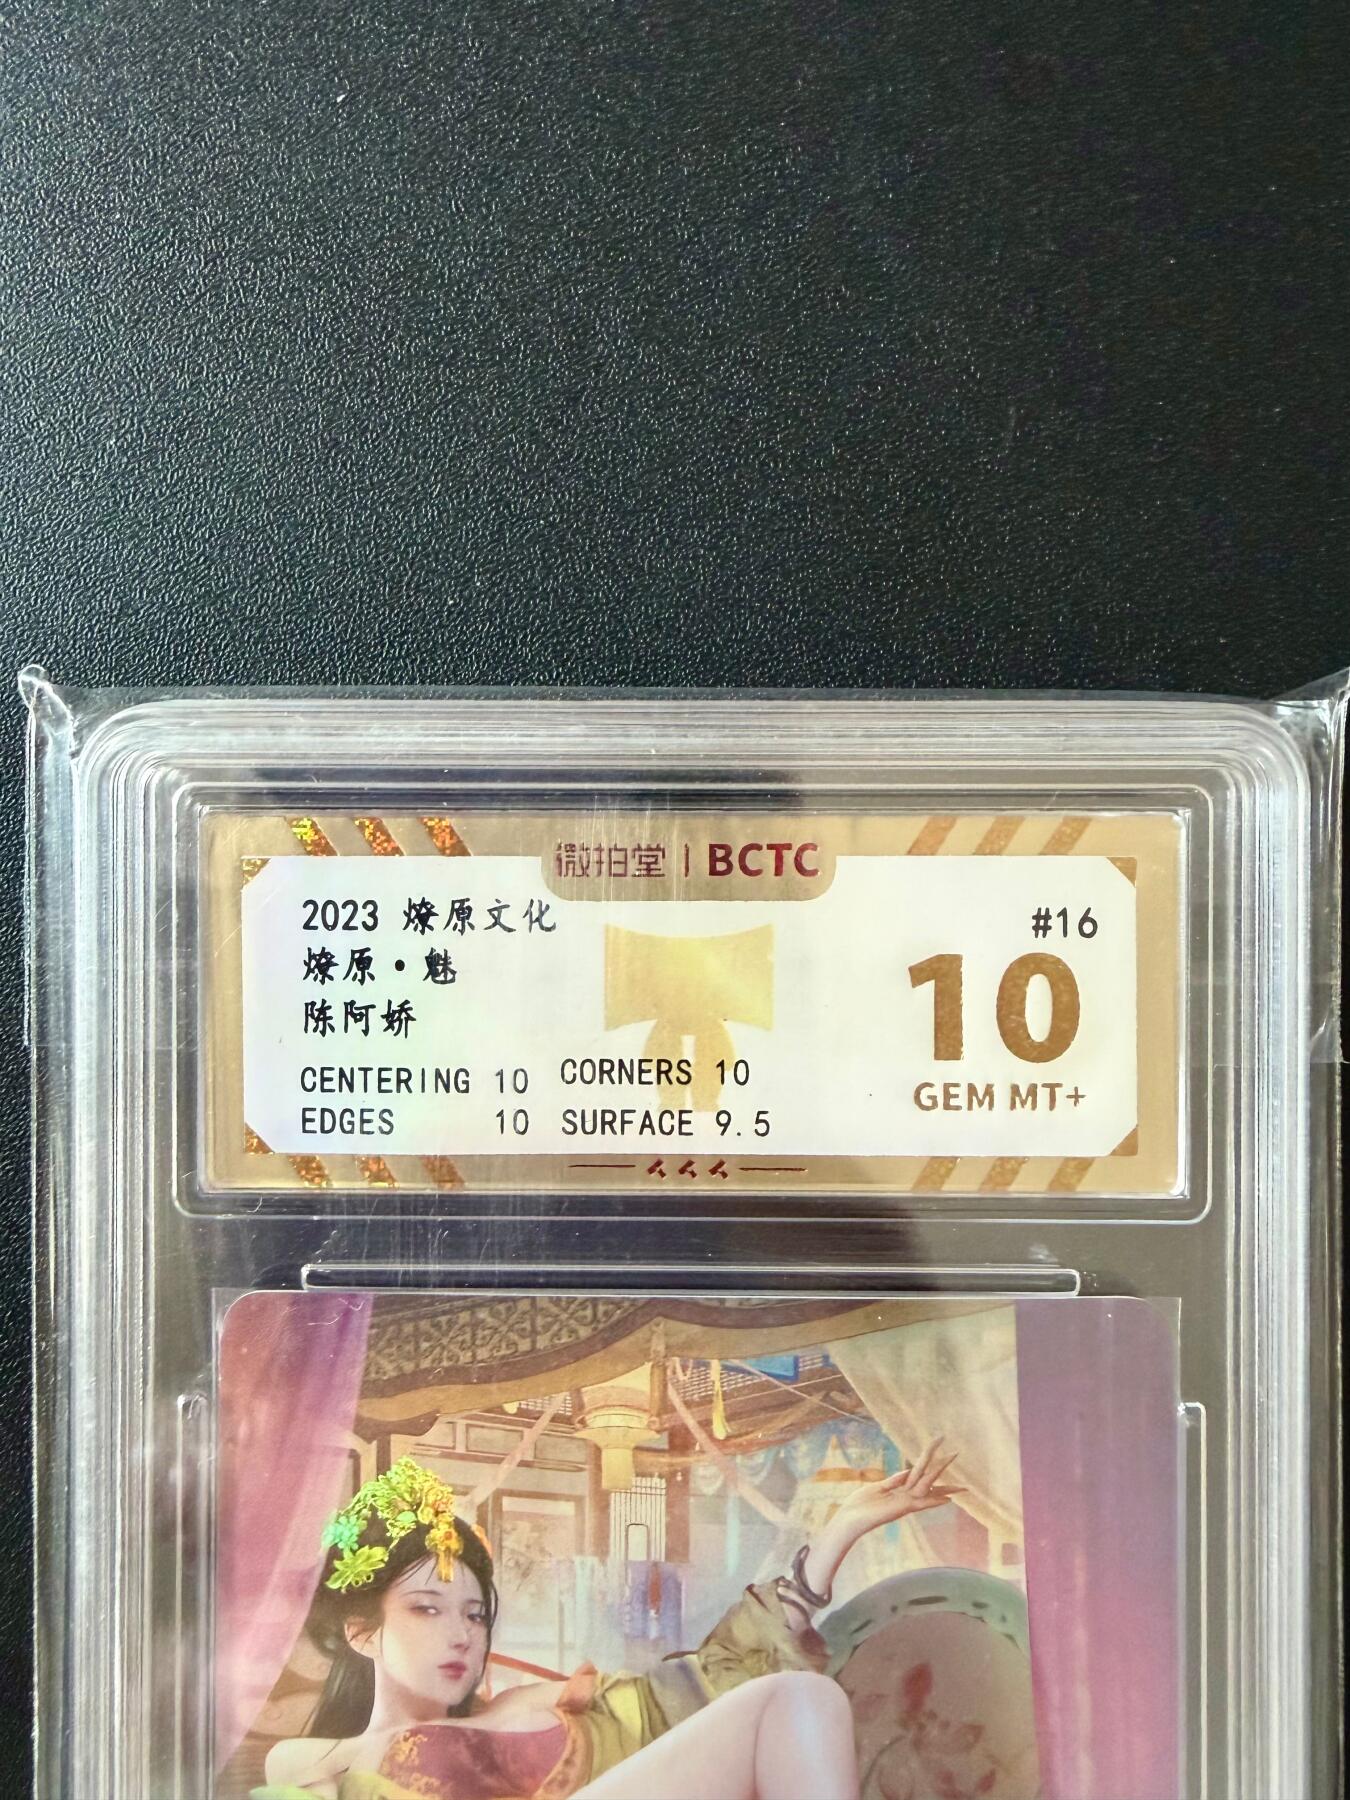 微拍堂 | BCTC
2023 燎原文化
#16
燎原·魅
陈阿娇
10
GEM MT+
CENTERING 10 CORNERS 10
EDGES 10 SURFACE 9.5